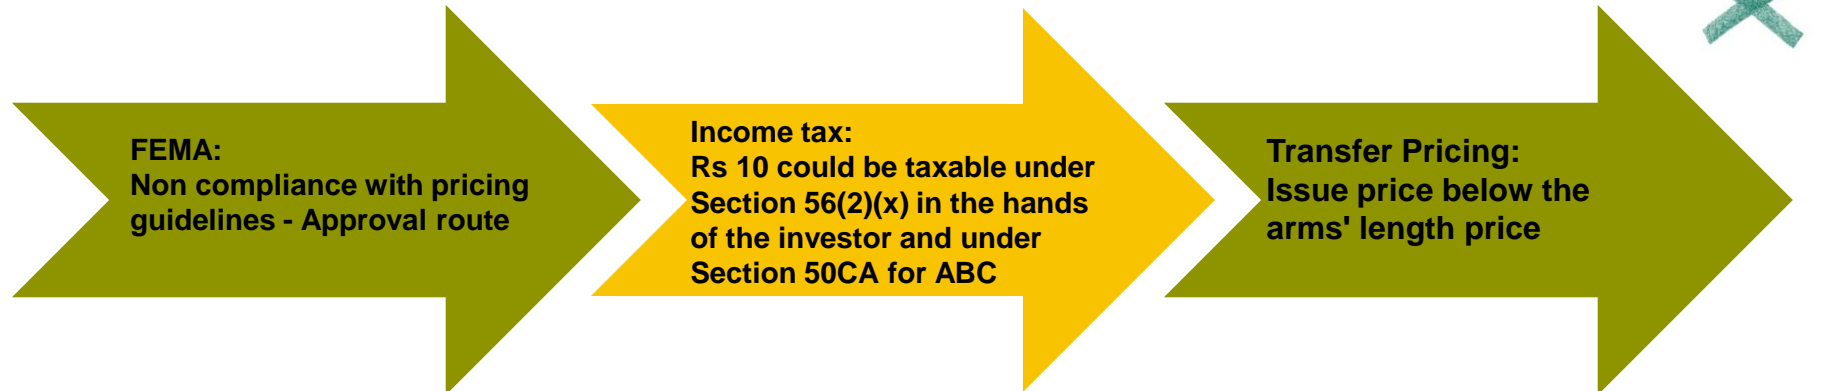 FEMA:
Non compliance with pricing
guidelines - Approval route
Income tax:
Rs 10 could be taxable under
Section 56(2)(x) in the hands
of the investor and under
Section 50CA for ABC
Transfer Pricing:
Issue price below the
arms' length price